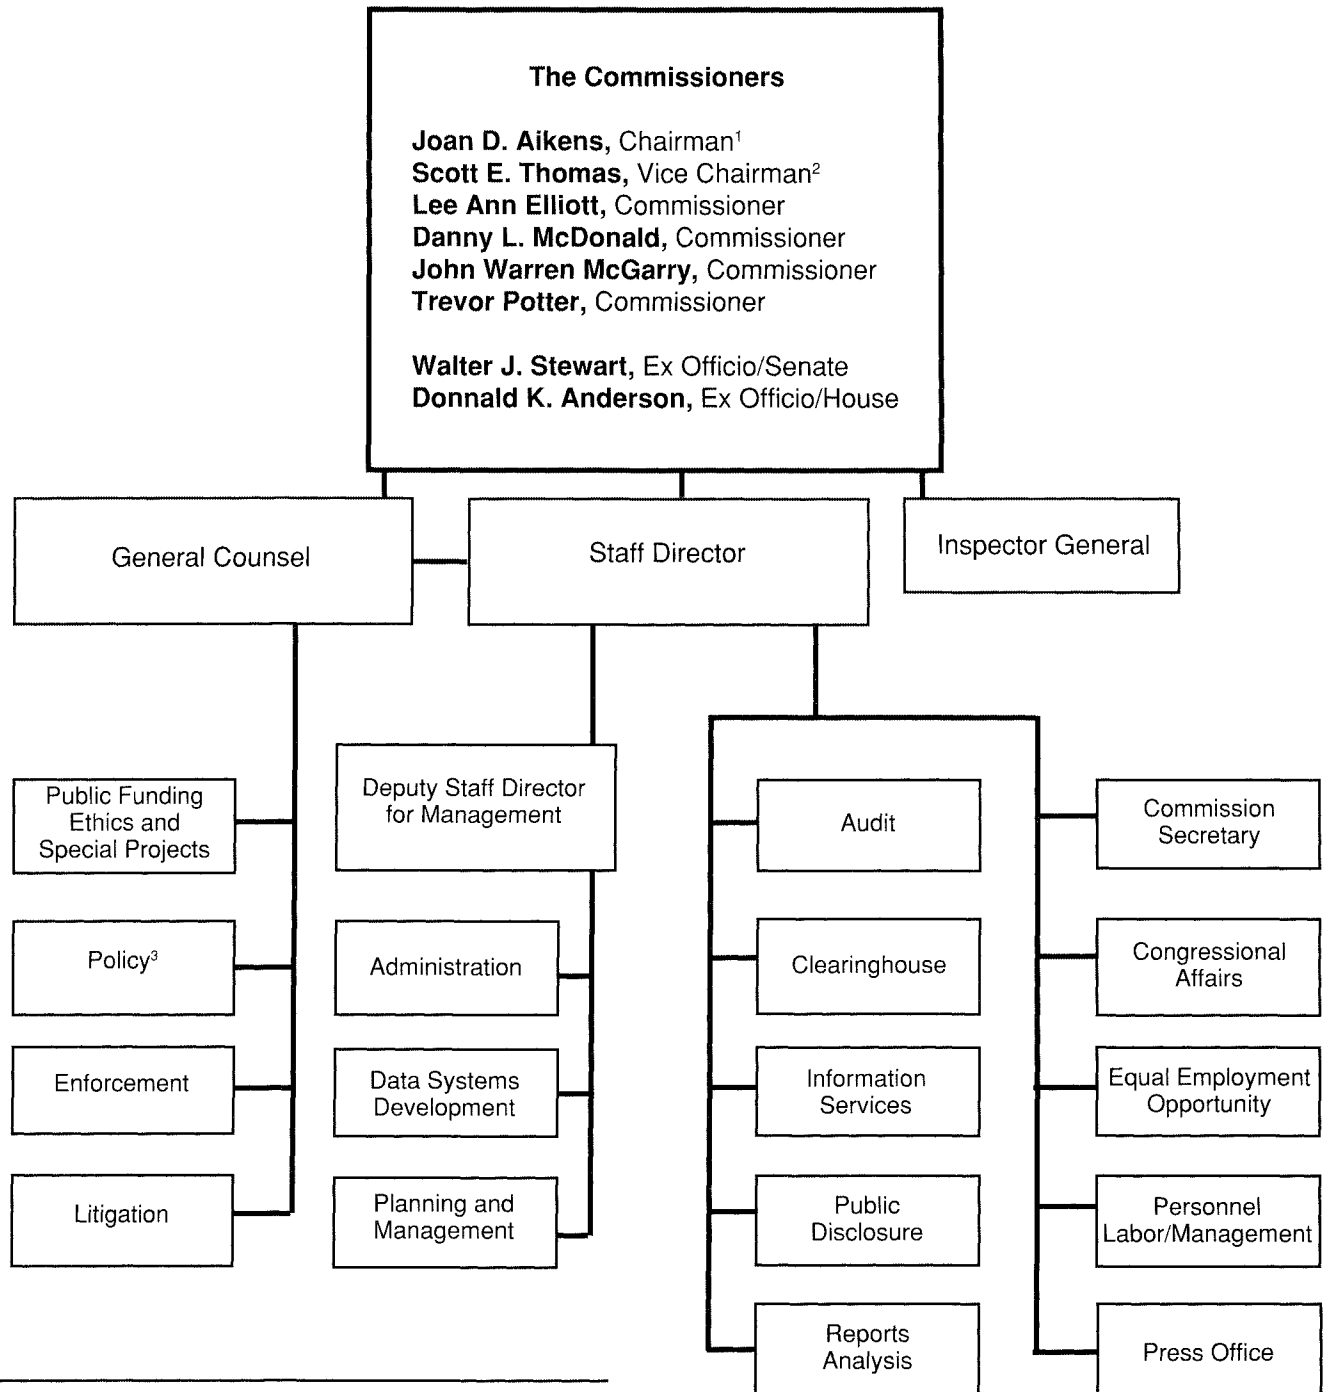 The Commissioners
Joan D. Aikens, Chairman¹
Scott E. Thomas, Vice Chairman²
Lee Ann Elliott, Commissioner
Danny L. McDonald, Commissioner
John Warren McGarry, Commissioner
Trevor Potter, Commissioner
Walter J. Stewart, Ex Officio/Senate
Donnald K. Anderson, Ex Officio/House
General Counsel
Staff Director
Inspector General
Public Funding
Ethics and
Special Projects
Policy³
Enforcement
Litigation
Deputy Staff Director
for Management
Administration
Data Systems
Development
Planning and
Management
Audit
Clearinghouse
Information
Services
Public
Disclosure
Reports
Analysis
Commission
Secretary
Congressional
Affairs
Equal Employment
Opportunity
Personnel
Labor/Management
Press Office